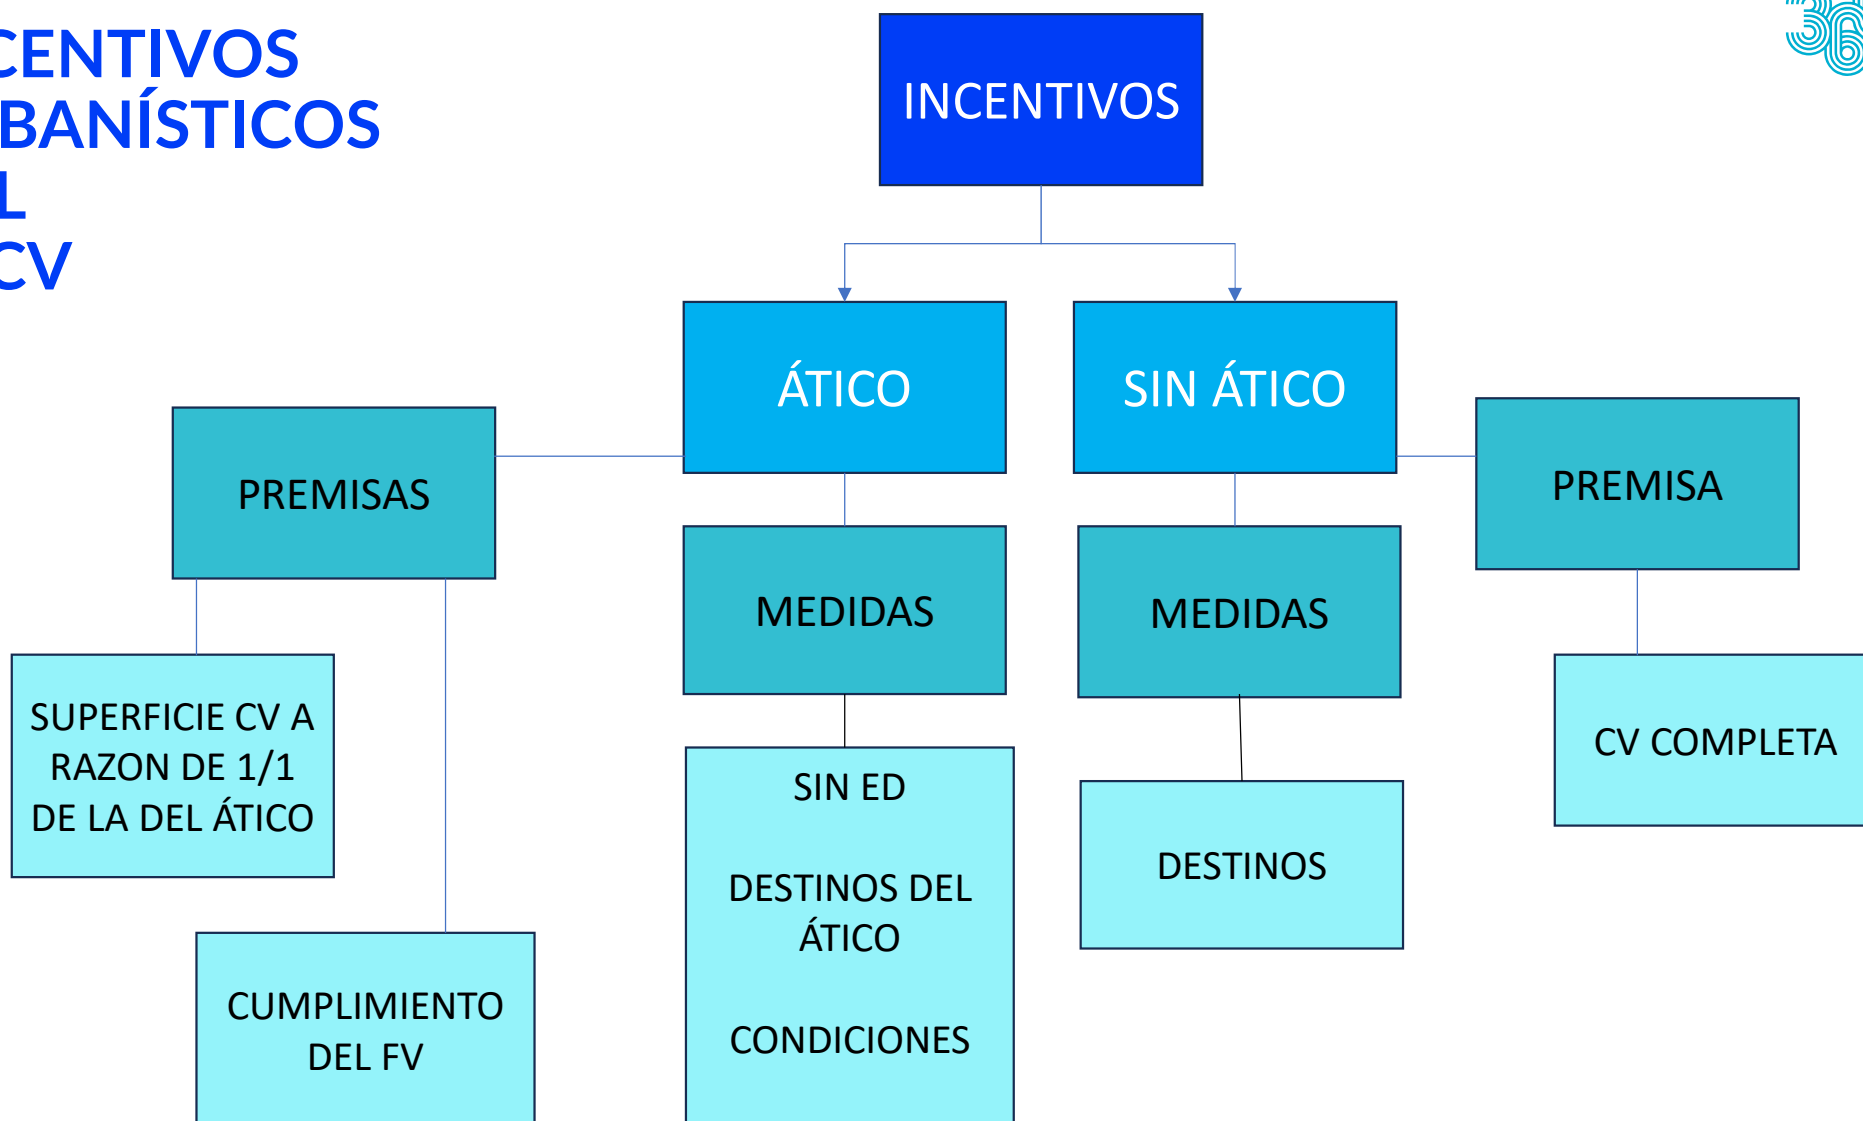 CENTIVOS
BANÍSTICOS
L
CV
36
INCENTIVOS
ÁTICO
SIN ÁTICO
PREMISAS
PREMISA
MEDIDAS
MEDIDAS
SUPERFICIE CV A
RAZON DE 1/1
DE LA DEL ÁTICO
CV COMPLETA
SIN ED
DESTINOS DEL
ÁTICO
CONDICIONES
DESTINOS
CUMPLIMIENTO
DEL FV